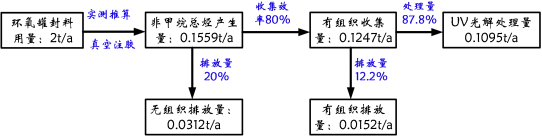 环氧罐封料
用量：2t/a
实测推算
真空注胶
非甲烷总烃产生
量：0.1559t/a
收集效
率80%
有组织收集
量：0.1247t/a
处理量
87.8%
UV光解处理量
0.1095t/a
排放量
20%
排放量
12.2%
无组织排放量：
0.0312t/a
有组织排放
量：0.0152t/a